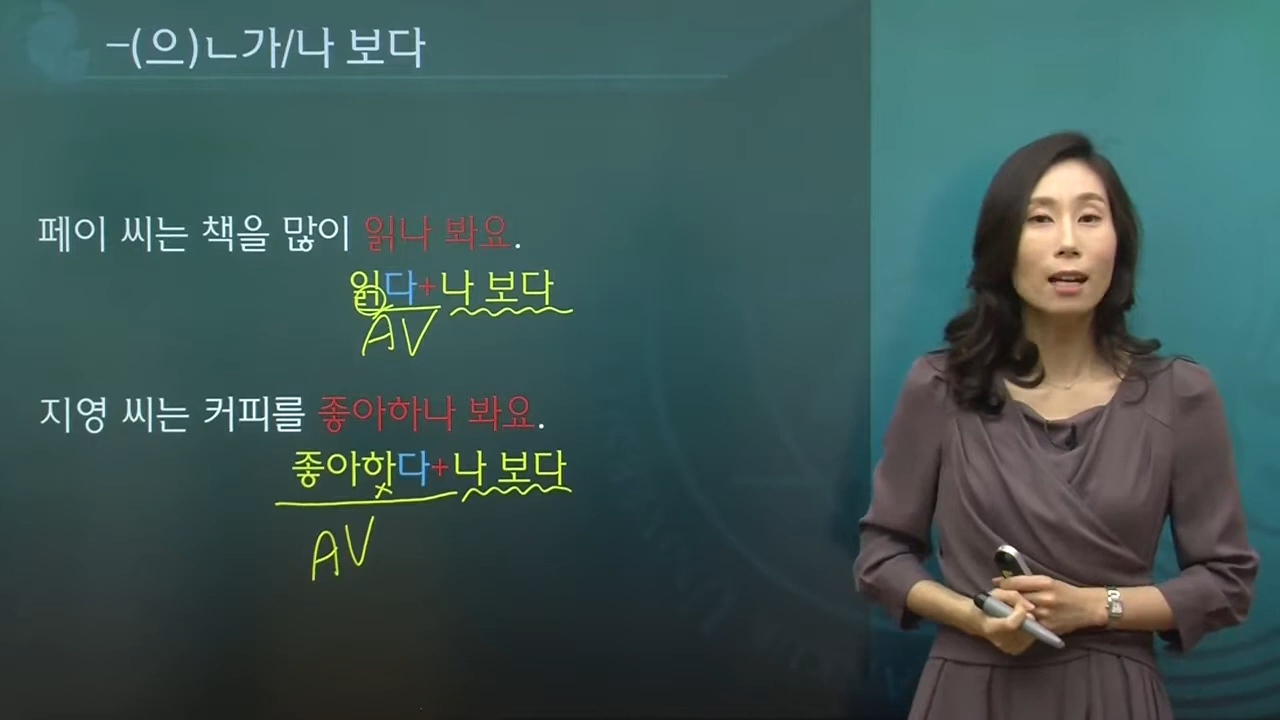 -(으)ㄴ가/나 보다
페이 씨는 책을 많이 읽나 봐요.
읽다+나 보다
AV
지영 씨는 커피를 좋아하나 봐요.
좋아하다+나 보다
AV